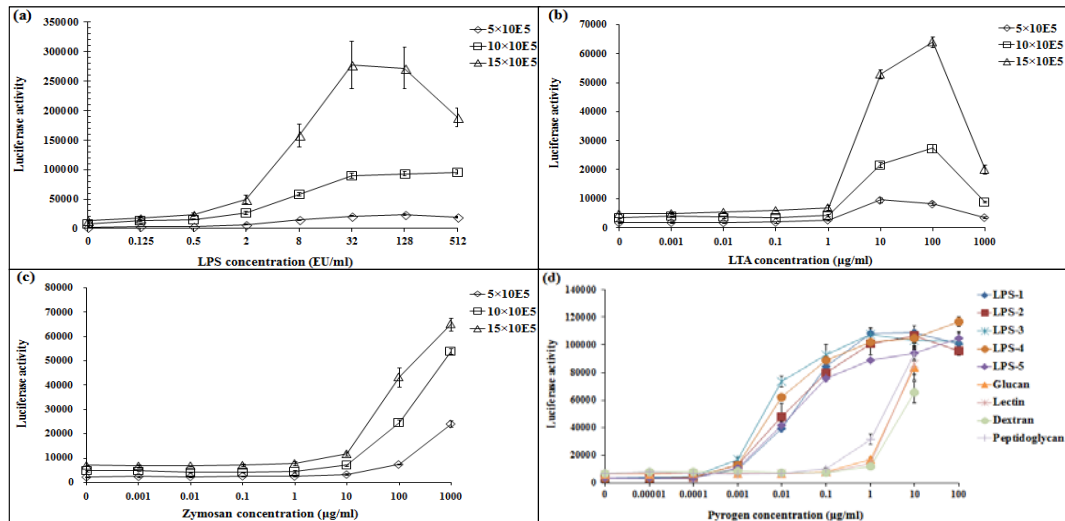 (a)
5×10E5
10×10E5
15×10E5
350000
300000
250000
200000
150000
100000
50000
0
Luciferase activity
0 0.125 0.5 2 8 32 128 512
LPS concentration (EU/ml)
(b)
5×10E5
10×10E5
15×10E5
70000
60000
50000
40000
30000
20000
10000
0
Luciferase activity
0 0.001 0.01 0.1 1 10 100 1000
LTA concentration (µg/ml)
(c)
5×10E5
10×10E5
15×10E5
80000
70000
60000
50000
40000
30000
20000
10000
0
Luciferase activity
0 0.001 0.01 0.1 1 10 100 1000
Zymosan concentration (µg/ml)
(d)
140000
120000
100000
80000
60000
40000
20000
0
Luciferase activity
0 0.00001 0.0001 0.001 0.01 0.1 1 10 100
Pyrogen concentration (µg/ml)
LPS-1
LPS-2
LPS-3
LPS-4
LPS-5
Glucan
Lectin
Dextran
Peptidoglycan